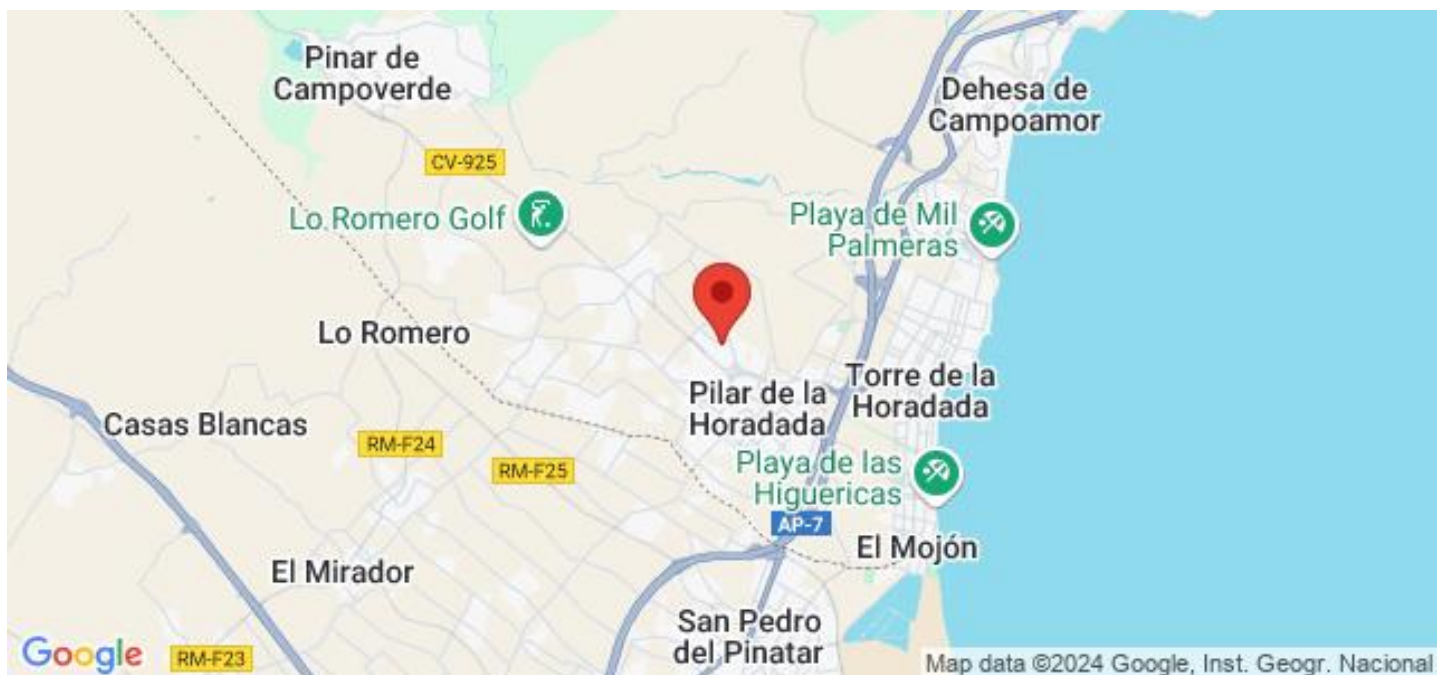 Pinar de
Campoverde
Dehesa de
Campoamor
CV-925
Lo Romero Golf
Playa de Mil
Palmeras
Lo Romero
Pilar de la
Horadada
Torre de la
Horadada
Casas Blancas
RM-F24
RM-F25
Playa de las
Higuericas
AP-7
El Mojón
El Mirador
San Pedro
del Pinatar
Google
RM-F23
Map data ©2024 Google, Inst. Geogr. Nacional